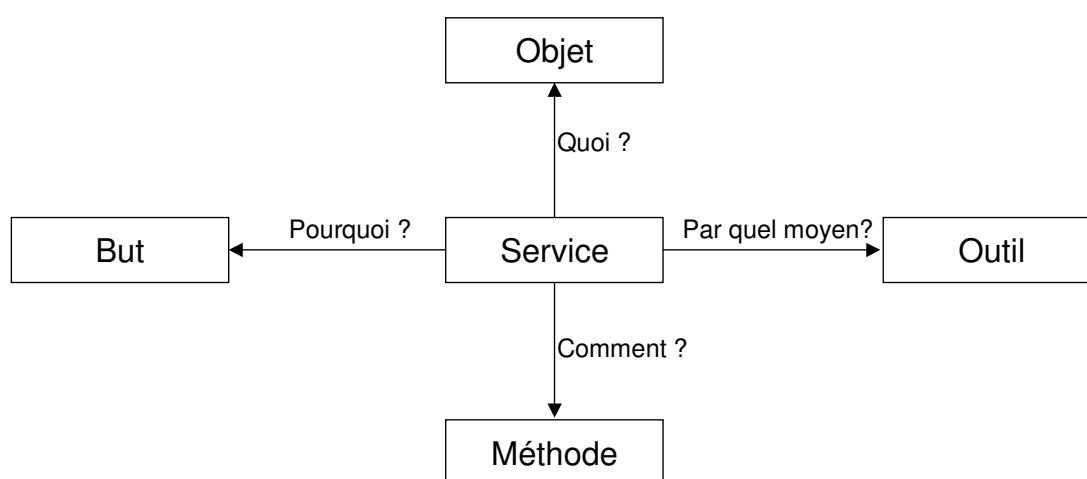 Objet
Quoi ?
But
Pourquoi ?
Service
Par quel moyen?
Outil
Comment ?
Méthode